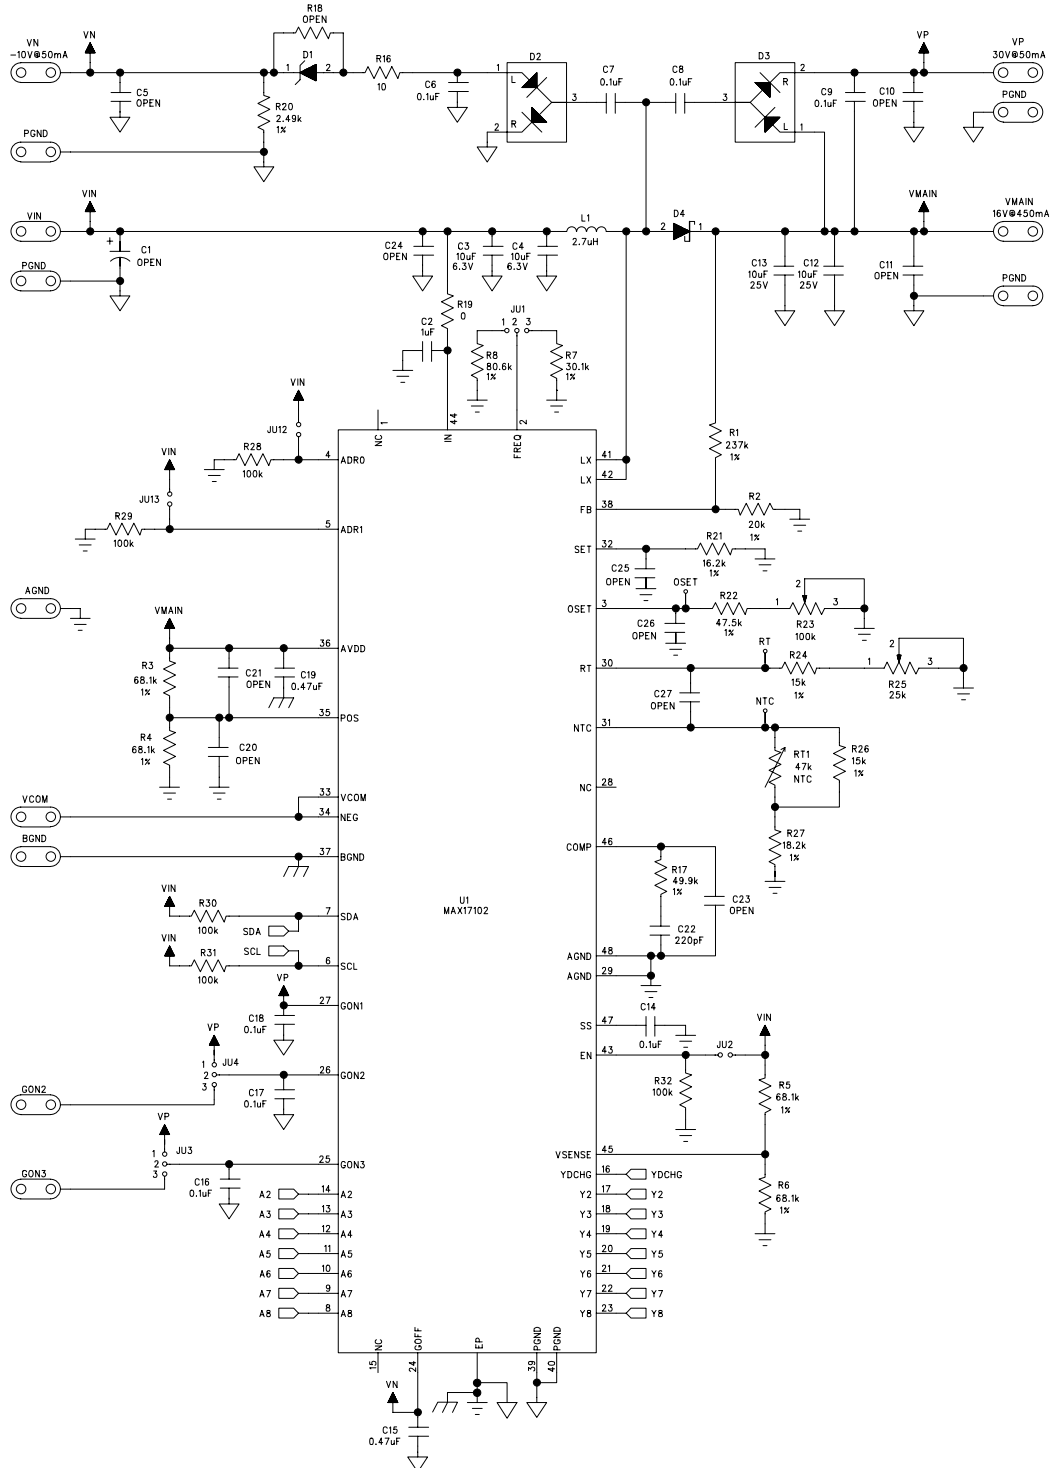 R18
OPEN
VN
-10V@50mA
VN
D1
1
2
R16
10
D2
1
L
R
2
3
C7
0.1uF
C8
0.1uF
D3
3
R
L
2
1
VP
VP
30V@50mA
C5
OPEN
R20
2.49k
1%
C6
0.1uF
C9
0.1uF
C10
OPEN
PGND
PGND
VIN
VIN
L1
2.7uH
D4
2
1
VMAIN
VMAIN
16V@450mA
C1
+
OPEN
C24
OPEN
C3
10uF
6.3V
C4
10uF
6.3V
C13
10uF
25V
C12
10uF
25V
C11
OPEN
PGND
PGND
R19
0
C2
1uF
JU1
1 2 3
R8
80.6k
1%
R7
30.1k
1%
VIN
JU12
1
NC
44
IN
2
FREQ
R1
237k
1%
R28
100k
4
ADR0
VIN
JU13
R29
100k
5
ADR1
LX
41
LX
42
FB
38
R2
20k
1%
SET
32
R21
16.2k
1%
C25
OPEN
AGND
OSET
3
OSET
C26
OPEN
R22
47.5k
1%
1
2
3
R23
100k
VMAIN
R3
68.1k
1%
C21
OPEN
C19
0.47uF
36
AVDD
RT
30
RT
R24
15k
1%
1
2
3
R25
25k
C27
OPEN
35
POS
R4
68.1k
1%
C20
OPEN
NTC
31
NTC
RT1
47k
NTC
R26
15k
1%
NC
28
VCOM
33
VCOM
34
NEG
R27
18.2k
1%
BGND
37
BGND
COMP
46
R17
49.9k
1%
C23
OPEN
C22
220pF
U1
MAX17102
VIN
R30
100k
7
SDA
SDA
VIN
SCL
R31
100k
6
SCL
AGND
48
AGND
29
VP
27
GON1
C18
0.1uF
SS
47
C14
0.1uF
VIN
EN
43
JU2
R32
100k
R5
68.1k
1%
VP
1
2
3
JU4
26
GON2
C17
0.1uF
GON2
VP
1
2
3
JU3
25
GON3
C16
0.1uF
GON3
VSENSE
45
R6
68.1k
1%
YDCHG
16
YDCHG
A2
14
A2
Y2
17
Y2
A3
13
A3
Y3
18
Y3
A4
12
A4
Y4
19
Y4
A5
11
A5
Y5
20
Y5
A6
10
A6
Y6
21
Y6
A7
9
A7
Y7
22
Y7
A8
8
A8
Y8
23
Y8
NC
15
GOFF
24
EP
PGND
39
PGND
40
VN
C15
0.47uF